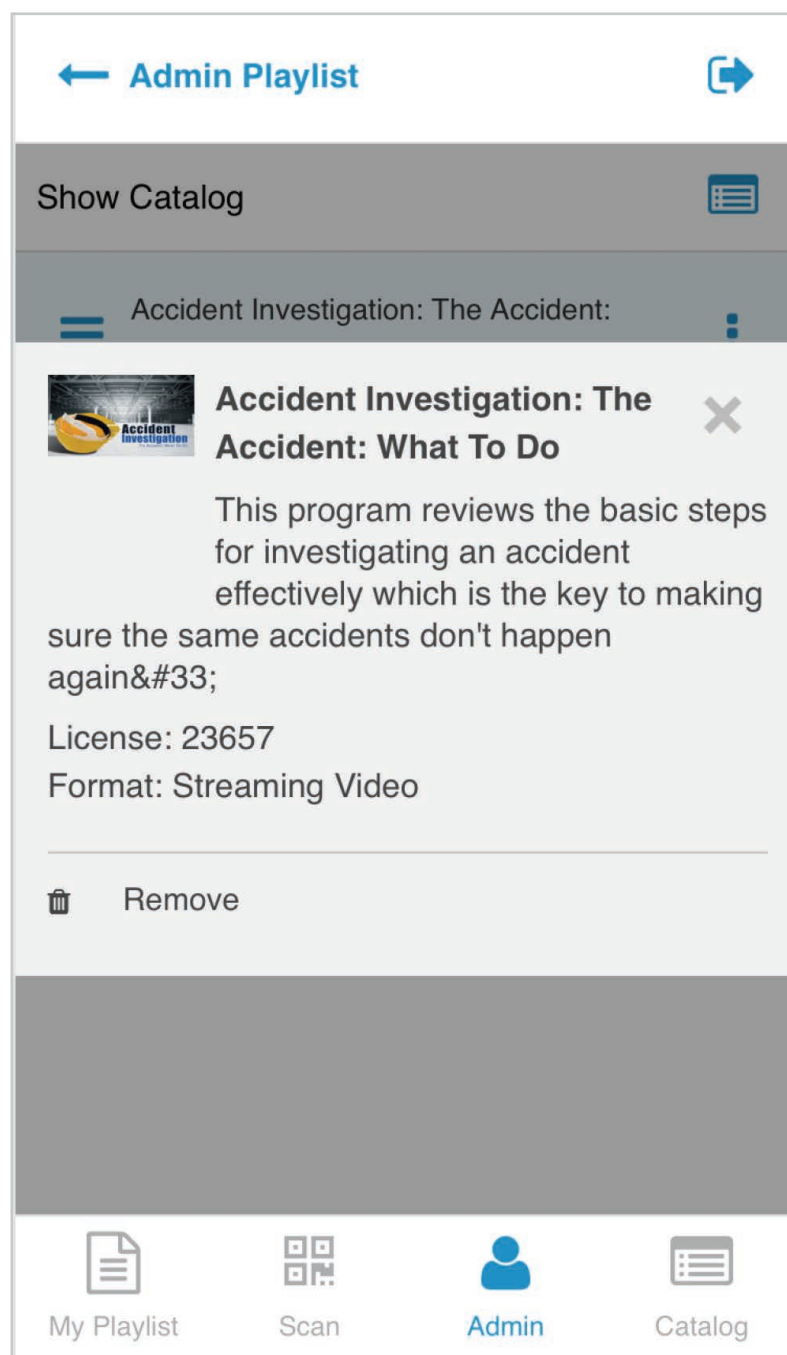 Admin Playlist
Show Catalog
Accident Investigation: The Accident:
Accident
Investigation
Accident Investigation: The
Accident: What To Do
This program reviews the basic steps
for investigating an accident
effectively which is the key to making
sure the same accidents don't happen
again&#33;
License: 23657
Format: Streaming Video
Remove
My Playlist
Scan
Admin
Catalog